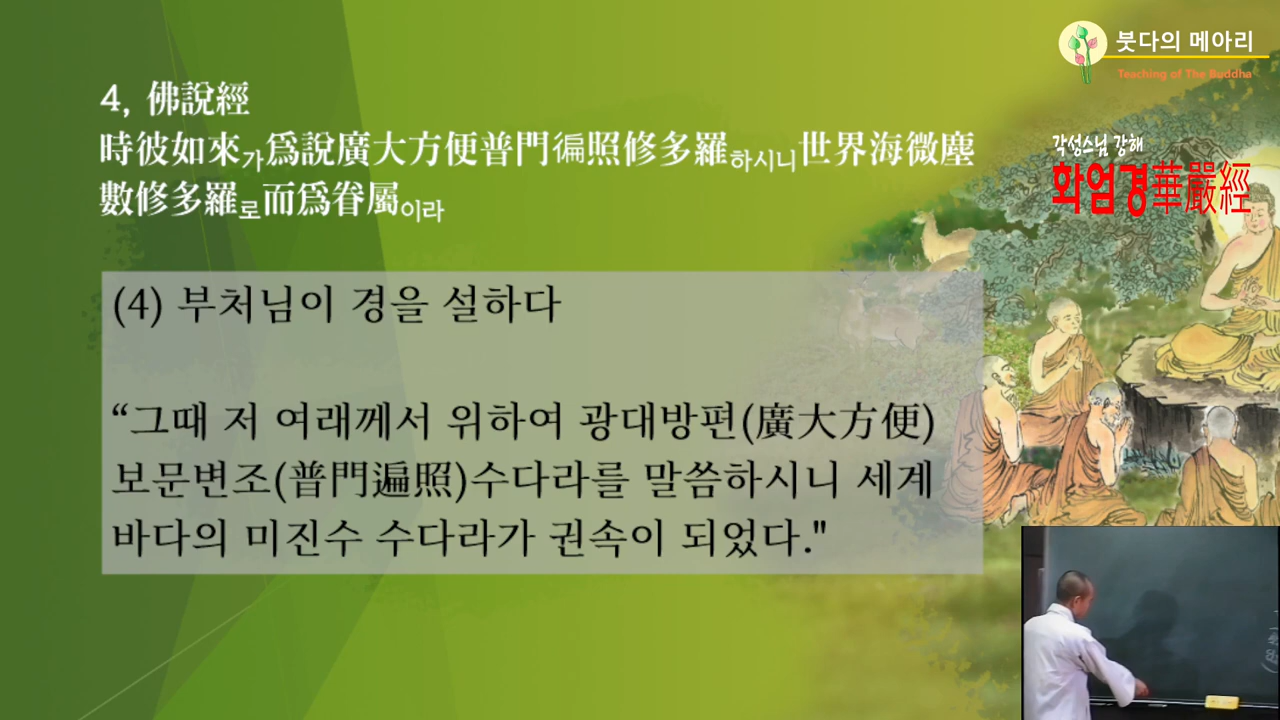 붓다의 메아리
Teaching of The Buddha
각성스님 강해
화엄경華嚴經
4, 佛說經
時彼如來가爲說廣大方便普門徧照修多羅하시니世界海微塵
數修多羅로而爲眷屬이라
(4) 부처님이 경을 설하다
“그때 저 여래께서 위하여 광대방편(廣大方便)
보문변조(普門遍照)수다라를 말씀하시니 세계
바다의 미진수 수다라가 권속이 되었다."